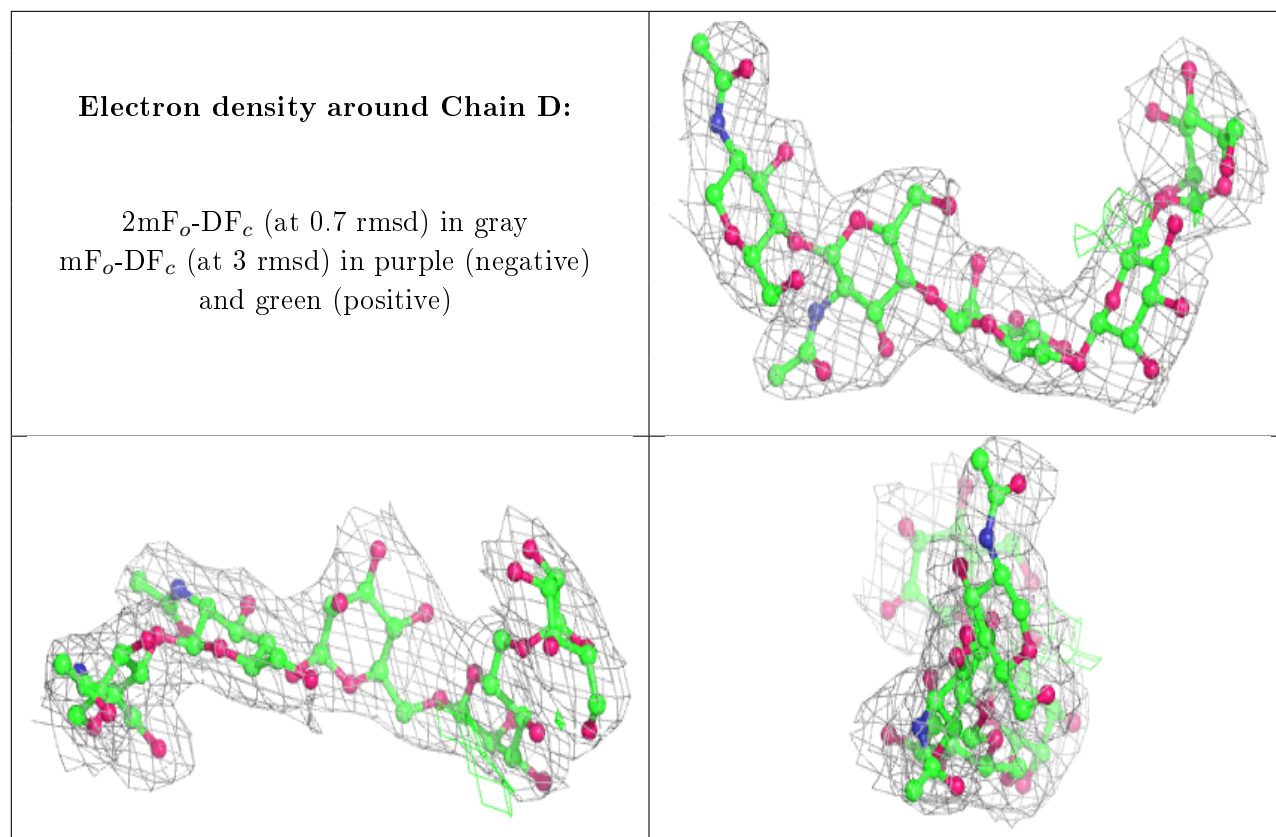 Electron density around Chain D:
2mFₒ-DF𝒸 (at 0.7 rmsd) in gray
mFₒ-DF𝒸 (at 3 rmsd) in purple (negative)
and green (positive)